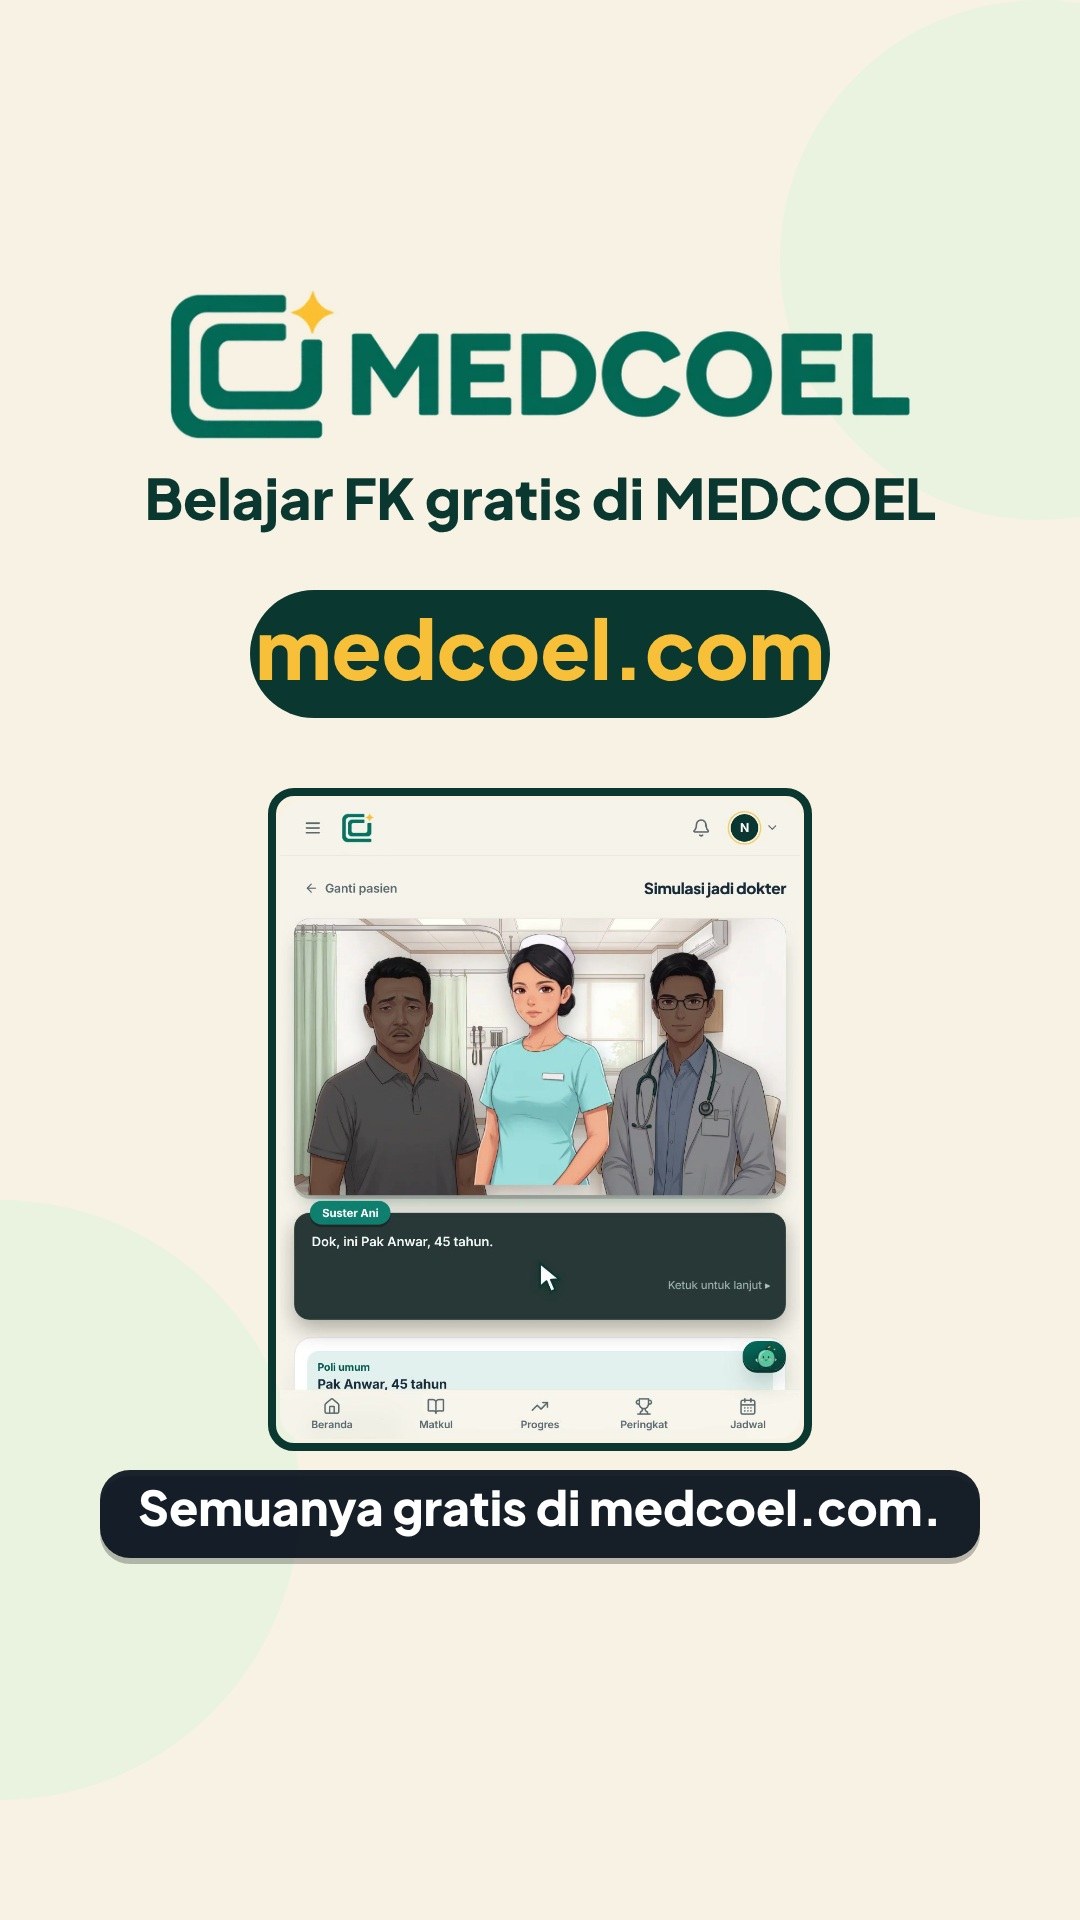 MEDCOEL
Belajar FK gratis di MEDCOEL
medcoel.com
N
Ganti pasien
Simulasi jadi dokter
Suster Ani
Dok, ini Pak Anwar, 45 tahun.
Ketuk untuk lanjut ▸
Poli umum
Pak Anwar, 45 tahun
Beranda Matkul Progres Peringkat Jadwal
Semuanya gratis di medcoel.com.